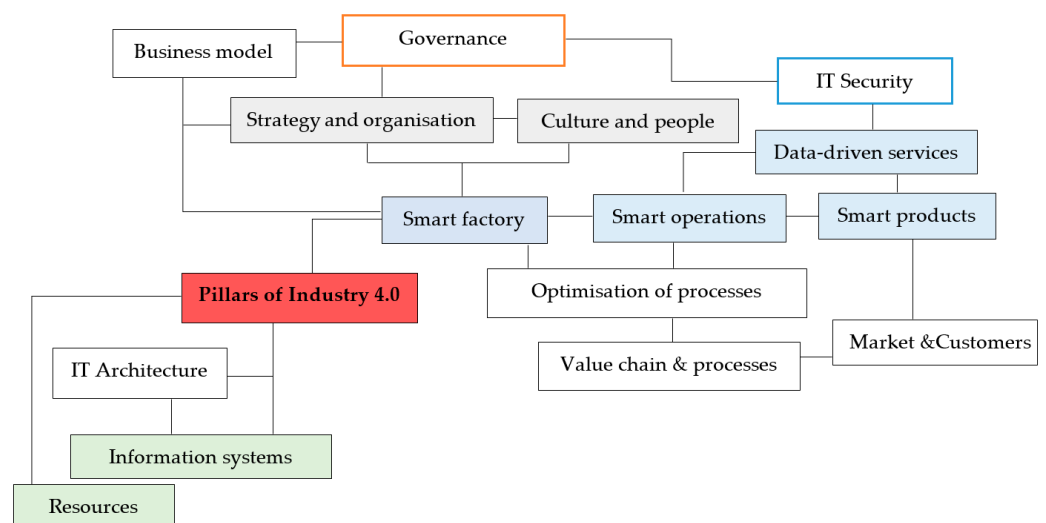 Governance
Business model
IT Security
Strategy and organisation
Culture and people
Data-driven services
Smart factory
Smart operations
Smart products
Pillars of Industry 4.0
Optimisation of processes
Market &Customers
Value chain & processes
IT Architecture
Information systems
Resources